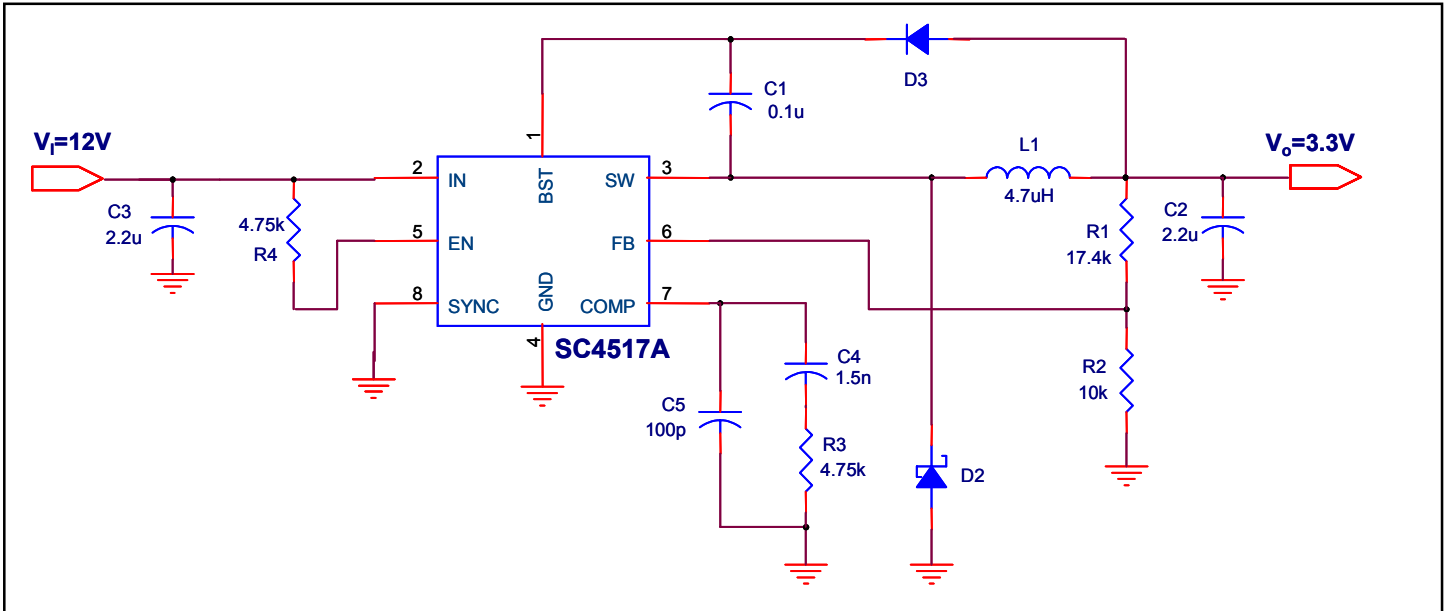 D3
C1
0.1u
V_I=12V
1
2
IN
BST
SW
3
L1
4.7uH
V_o=3.3V
C3
2.2u
4.75k
R4
5
EN
FB
6
R1
17.4k
C2
2.2u
8
SYNC
GND
COMP
7
4
SC4517A
C4
1.5n
R2
10k
C5
100p
R3
4.75k
D2